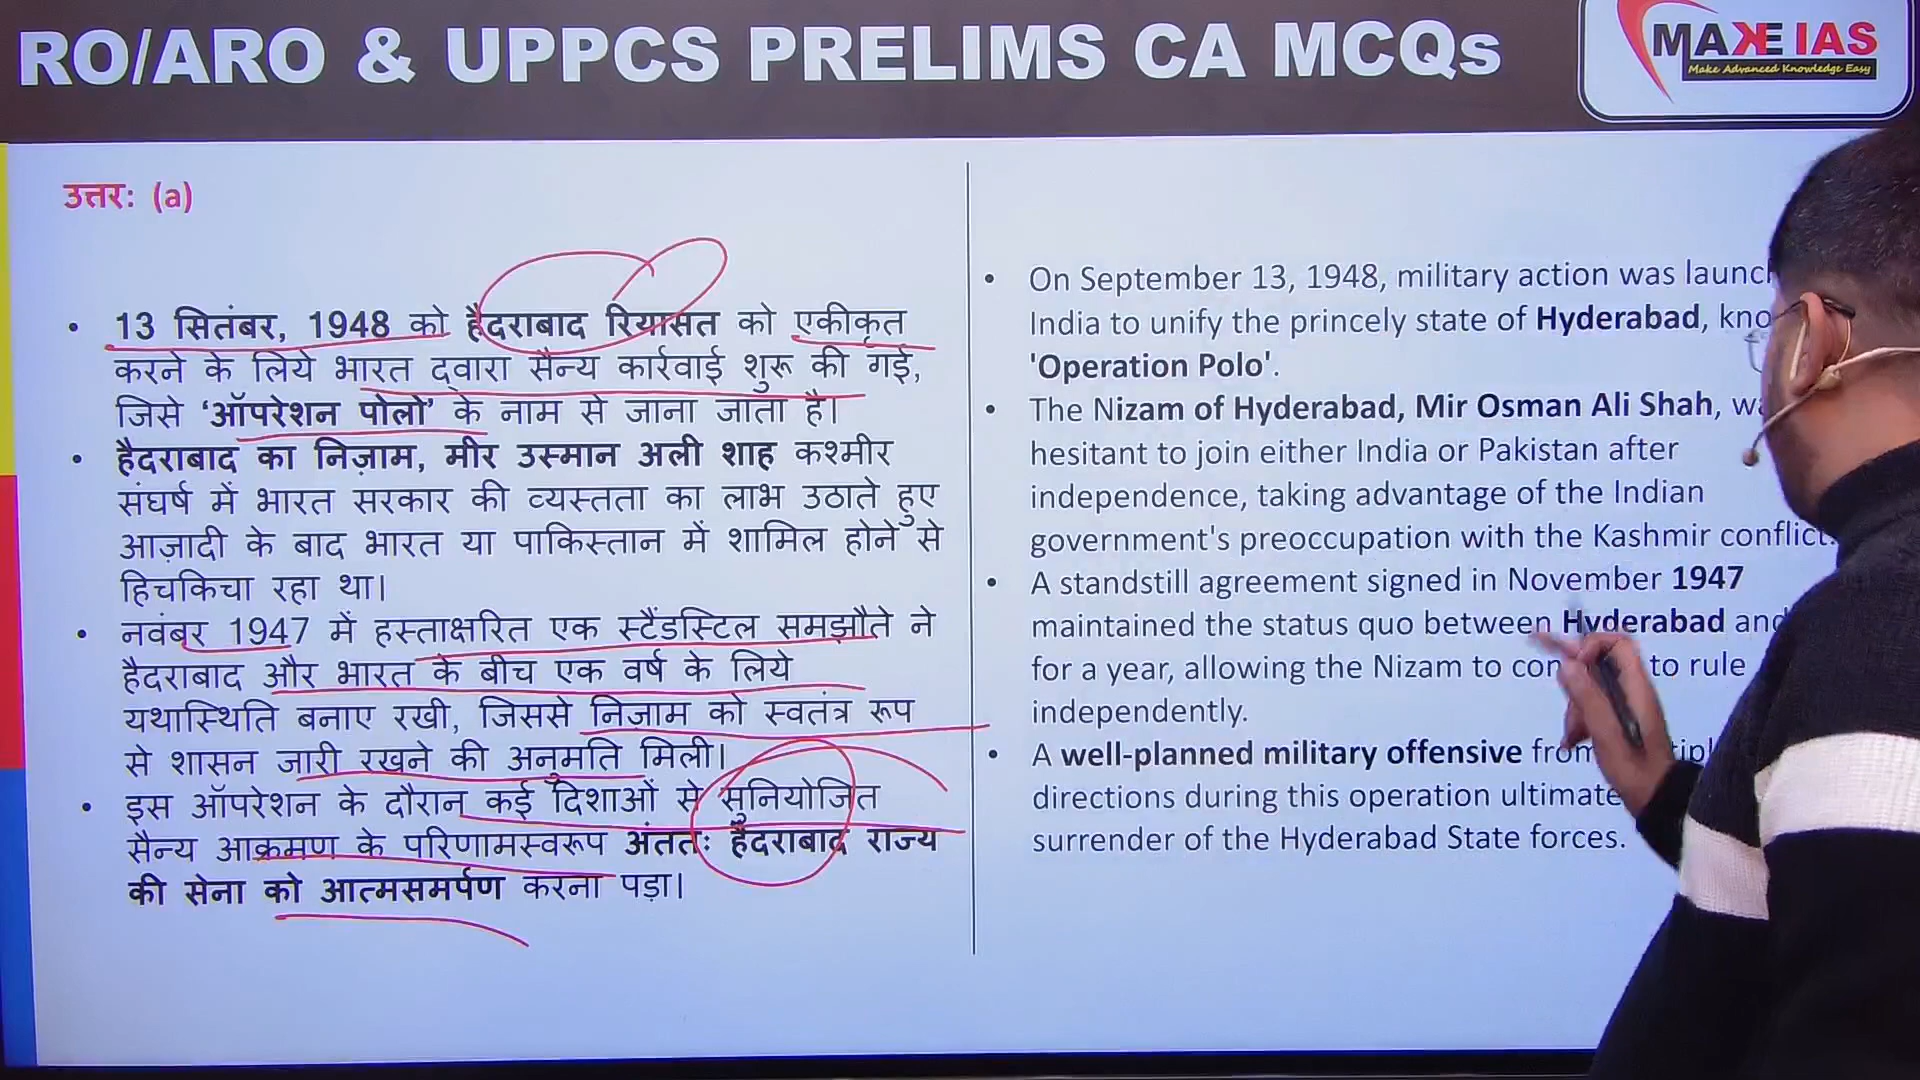 RO/ARO & UPPCS PRELIMS CA MCQs
MAKE IAS
Make Advanced Knowledge Easy
उत्तर: (a)
• 13 सितंबर, 1948 को हैदराबाद रियासत को एकीकृत
करने के लिये भारत द्वारा सैन्य कार्रवाई शुरू की गई,
जिसे ‘ऑपरेशन पोलो’ के नाम से जाना जाता है।
• हैदराबाद का निज़ाम, मीर उस्मान अली शाह कश्मीर
संघर्ष में भारत सरकार की व्यस्तता का लाभ उठाते हुए
आज़ादी के बाद भारत या पाकिस्तान में शामिल होने से
हिचकिचा रहा था।
• नवंबर 1947 में हस्ताक्षरित एक स्टैंडस्टिल समझौते ने
हैदराबाद और भारत के बीच एक वर्ष के लिये
यथास्थिति बनाए रखी, जिससे निज़ाम को स्वतंत्र रूप
से शासन जारी रखने की अनुमति मिली।
• इस ऑपरेशन के दौरान कई दिशाओं से सुनियोजित
सैन्य आक्रमण के परिणामस्वरूप अंततः हैदराबाद राज्य
की सेना को आत्मसमर्पण करना पड़ा।
• On September 13, 1948, military action was
India to unify the princely state of Hyderabad,
'Operation Polo'.
• The Nizam of Hyderabad, Mir Osman Ali Shah,
hesitant to join either India or Pakistan after
independence, taking advantage of the Indian
government's preoccupation with the Kashmir conflict.
• A standstill agreement signed in November 1947
maintained the status quo between Hyderabad and
for a year, allowing the Nizam to to rule
independently.
• A well-planned military offensive from
directions during this operation
surrender of the Hyderabad State forces.